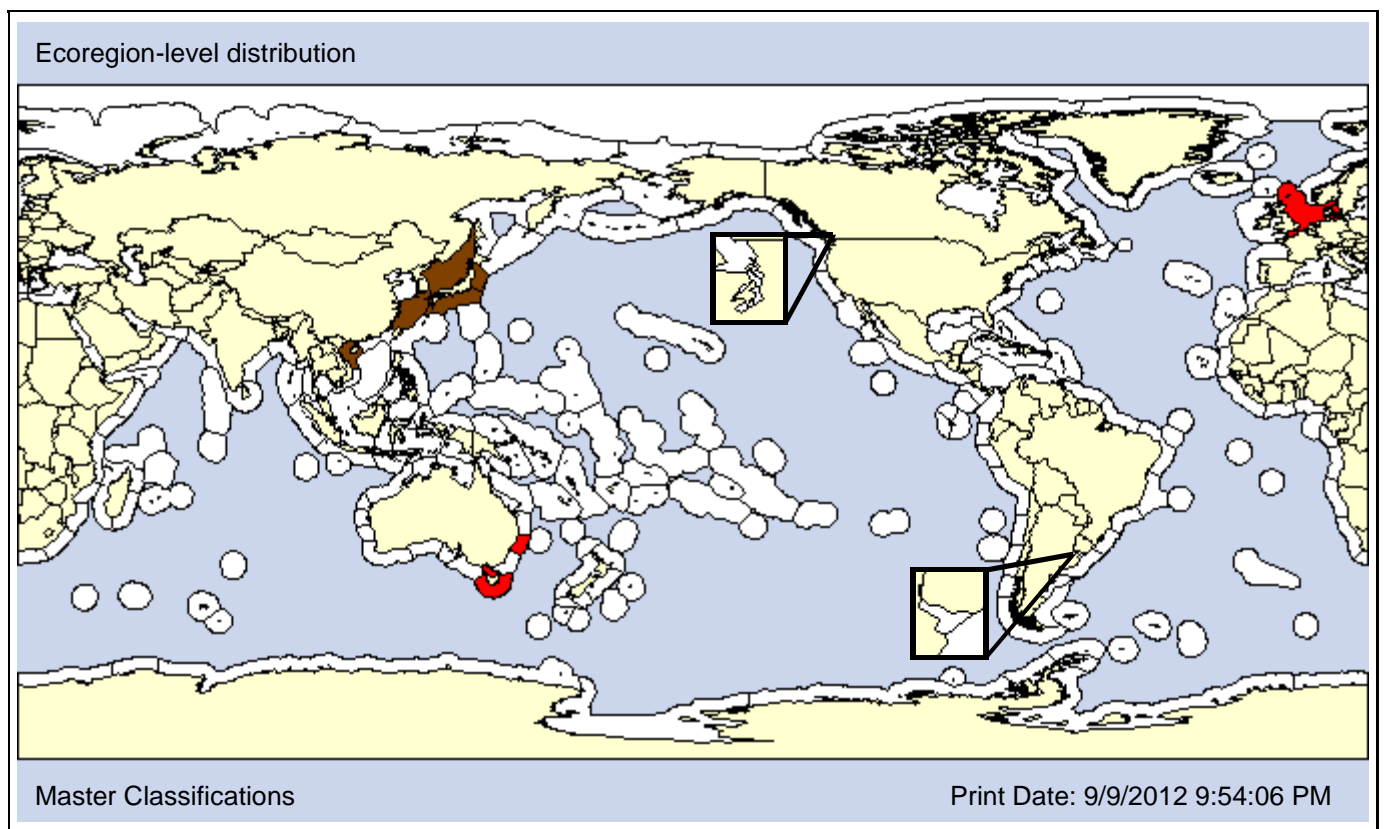 Ecoregion-level distribution
Master Classifications
Print Date: 9/9/2012 9:54:06 PM